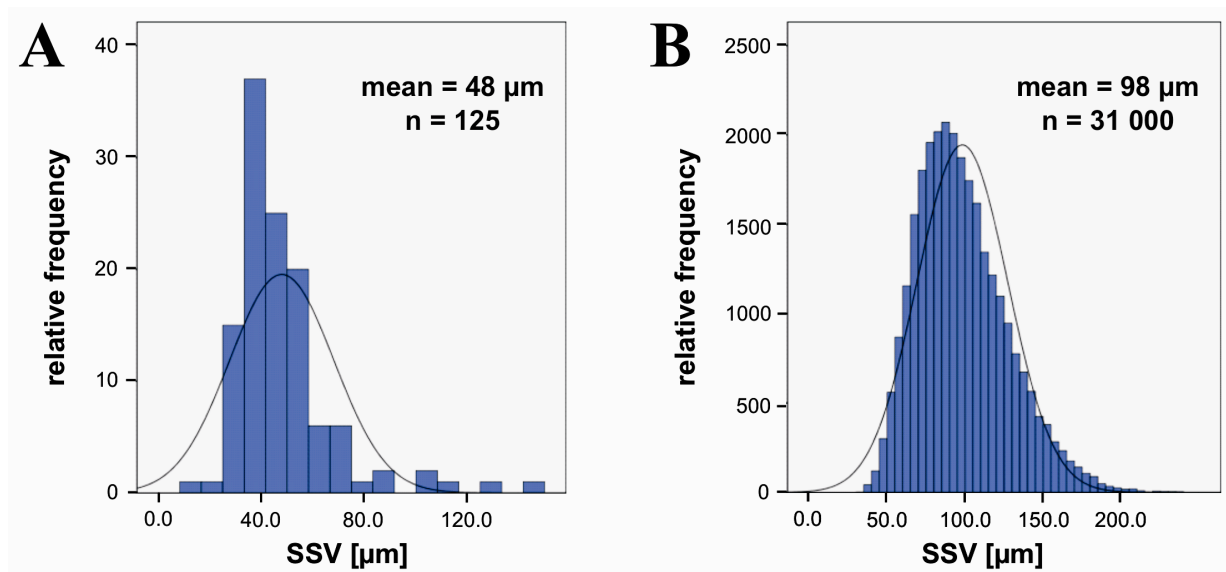 A
mean = 48 µm
n = 125
relative frequency
40
30
20
10
0
0.0 40.0 80.0 120.0
SSV [µm]
B
mean = 98 µm
n = 31 000
relative frequency
2500
2000
1500
1000
500
0
0.0 50.0 100.0 150.0 200.0
SSV [µm]